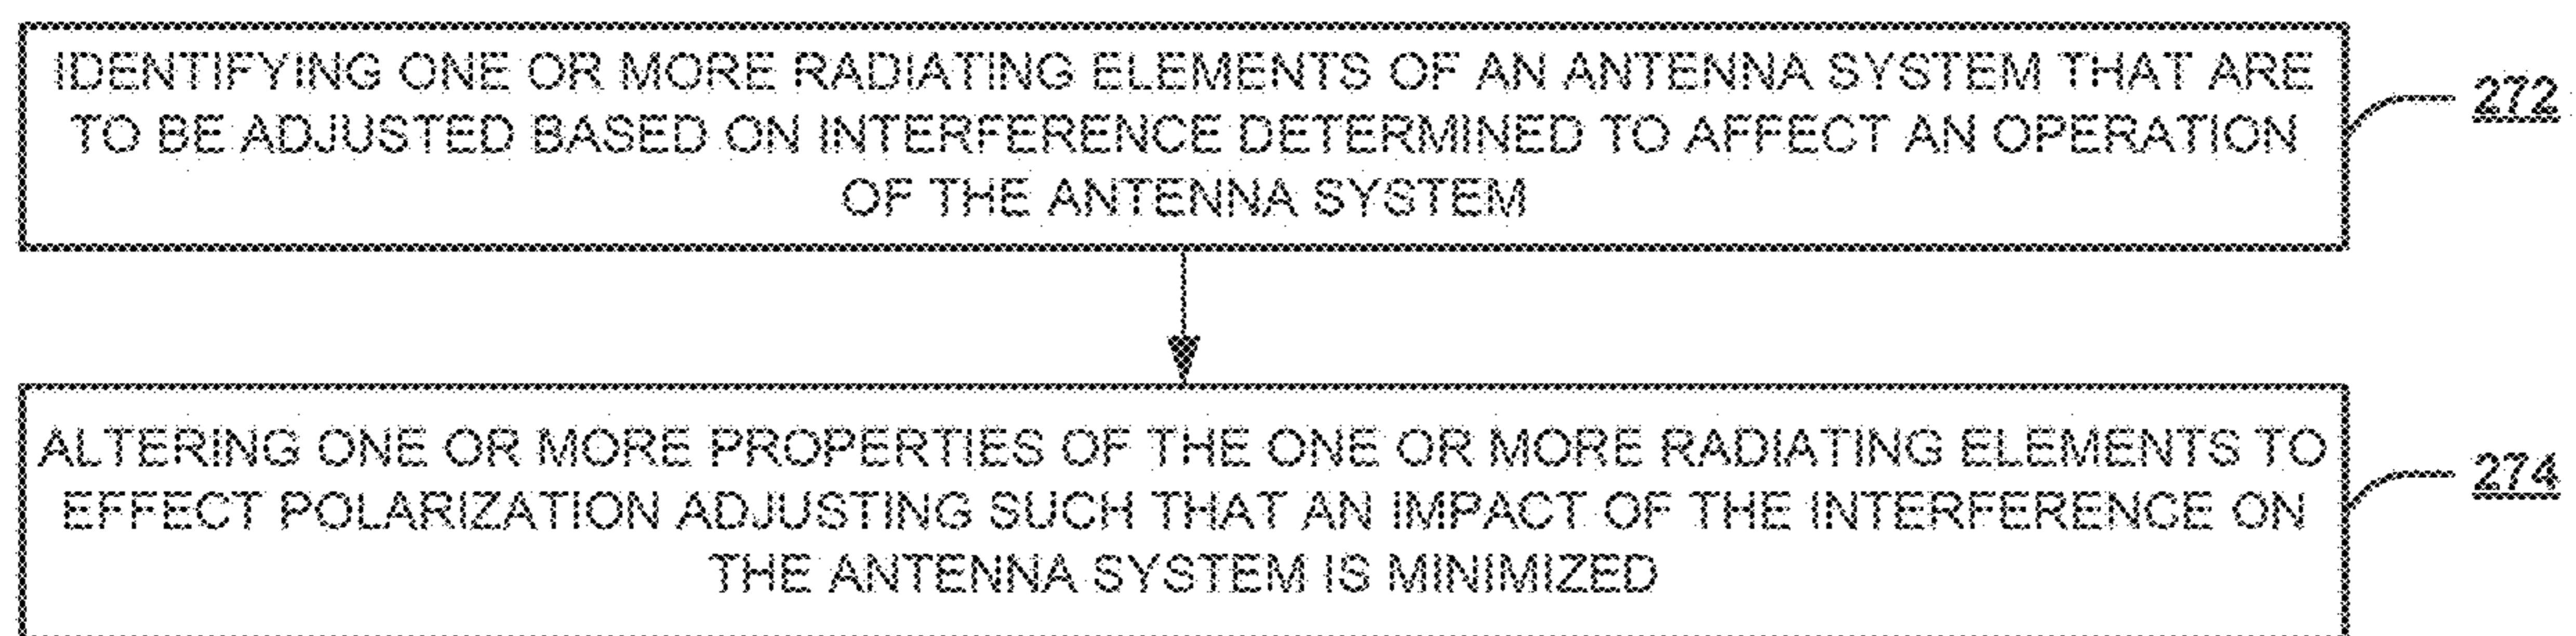 IDENTIFYING ONE OR MORE RADIATING ELEMENTS OF AN ANTENNA SYSTEM THAT ARE
TO BE ADJUSTED BASED ON INTERFERENCE DETERMINED TO AFFECT AN OPERATION
OF THE ANTENNA SYSTEM
272
ALTERING ONE OR MORE PROPERTIES OF THE ONE OR MORE RADIATING ELEMENTS TO
EFFECT POLARIZATION ADJUSTING SUCH THAT AN IMPACT OF THE INTERFERENCE ON
THE ANTENNA SYSTEM IS MINIMIZED
274